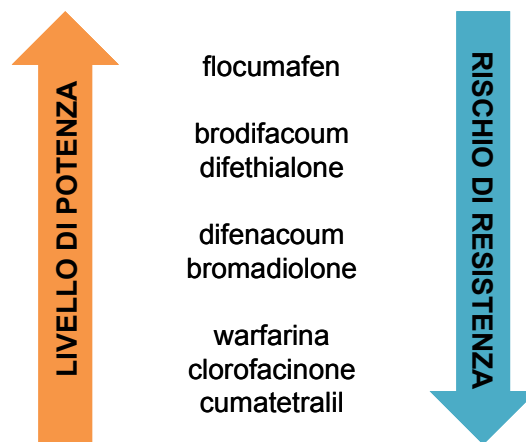 LIVELLO DI POTENZA
flocumafen
brodifacoum
difethialone
difenacoum
bromadiolone
warfarina
clorofacinone
cumatetralil
RISCHIO DI RESISTENZA